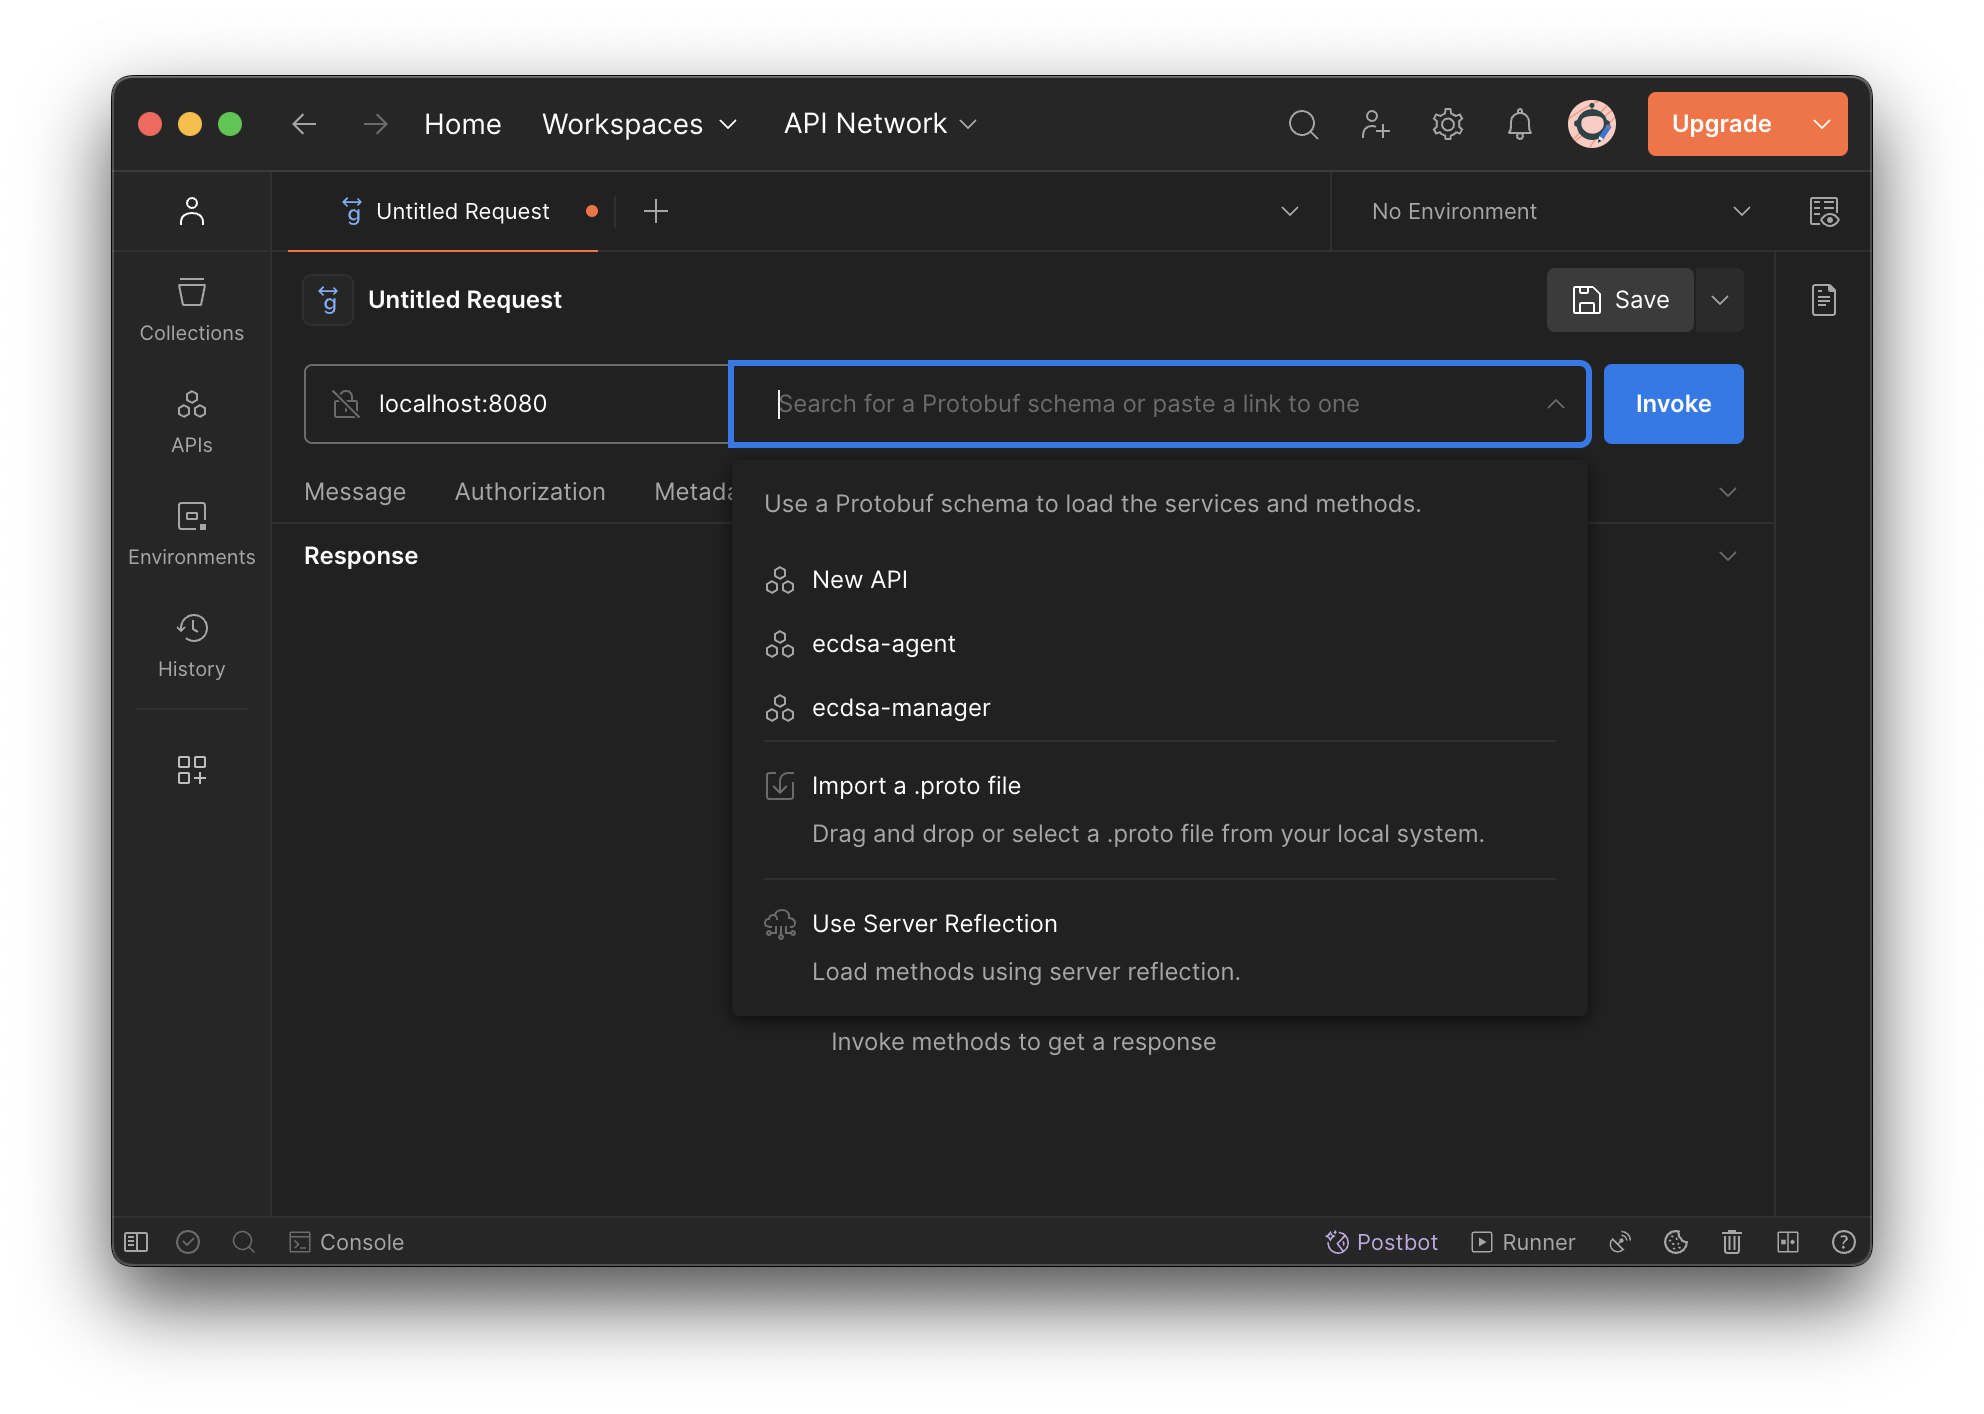 Home Workspaces API Network Upgrade
Untitled Request No Environment
Untitled Request Save
Collections
APIs
Environments
History
localhost:8080 Search for a Protobuf schema or paste a link to one Invoke
Message Authorization Metada
Response
Use a Protobuf schema to load the services and methods.
New API
ecdsa-agent
ecdsa-manager
Import a .proto file
Drag and drop or select a .proto file from your local system.
Use Server Reflection
Load methods using server reflection.
Invoke methods to get a response
Console Postbot Runner